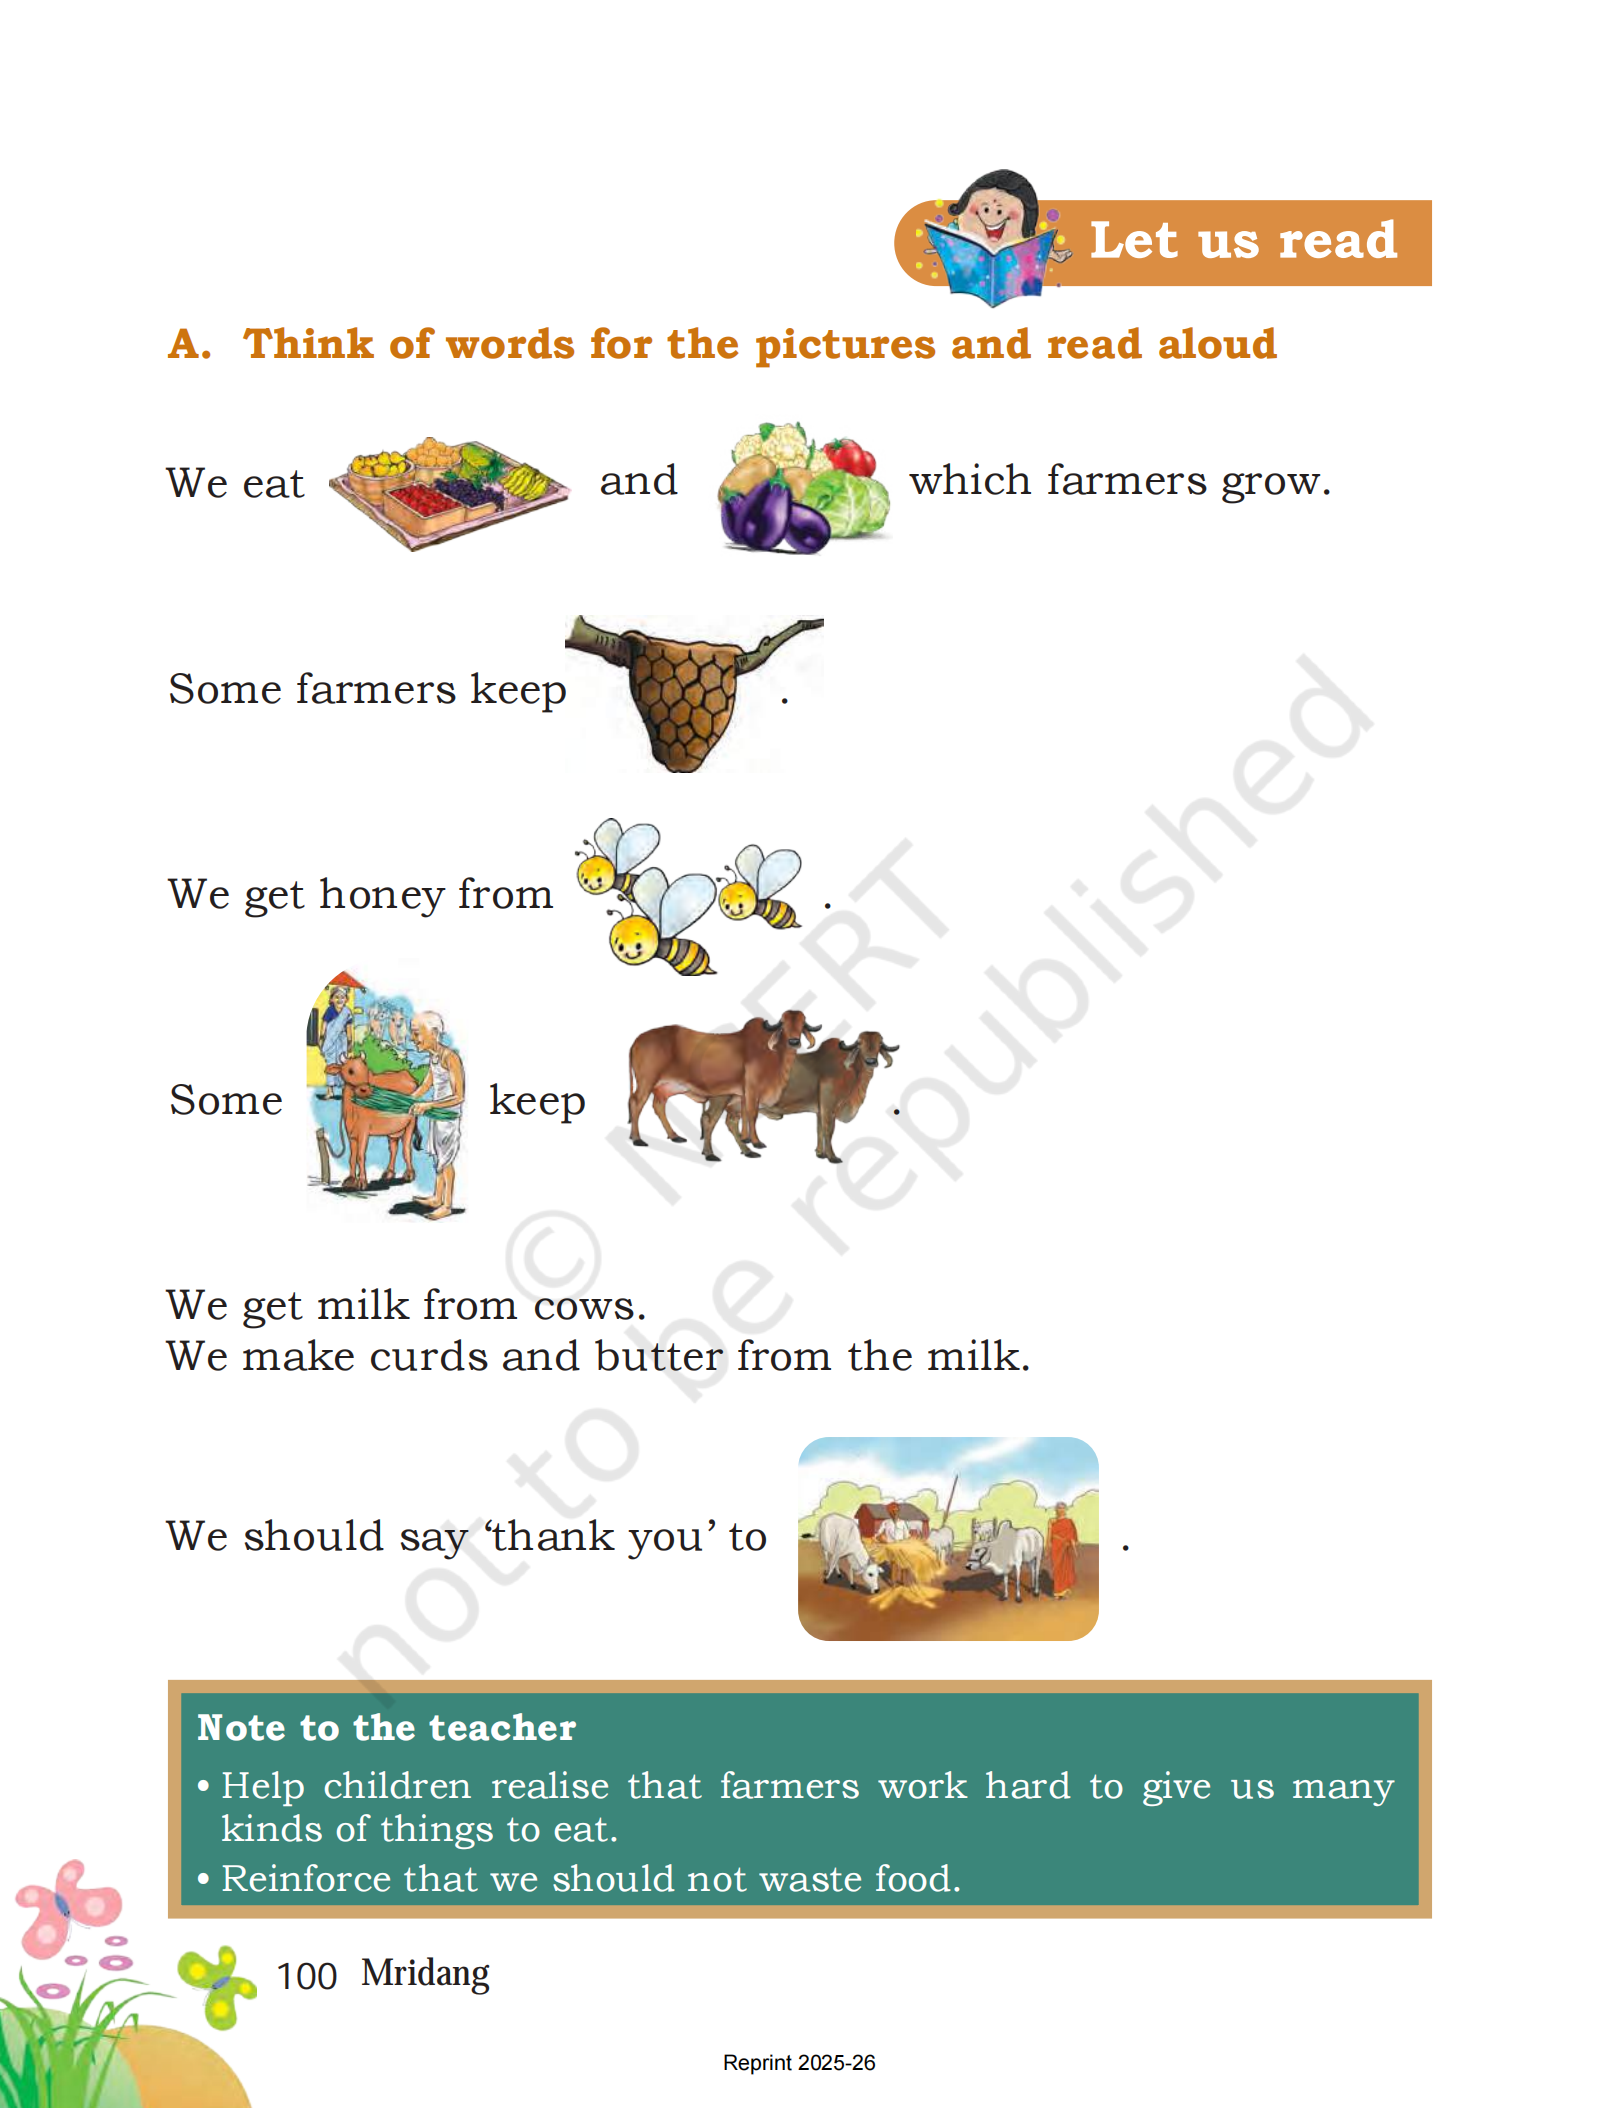 Let us read
A. Think of words for the pictures and read aloud
We eat and which farmers grow.
Some farmers keep .
We get honey from .
Some keep .
We get milk from cows.
We make curds and butter from the milk.
We should say ‘thank you’ to .
© NCERT
not to be republished
Note to the teacher
• Help children realise that farmers work hard to give us many
kinds of things to eat.
• Reinforce that we should not waste food.
100 Mridang
Reprint 2025-26